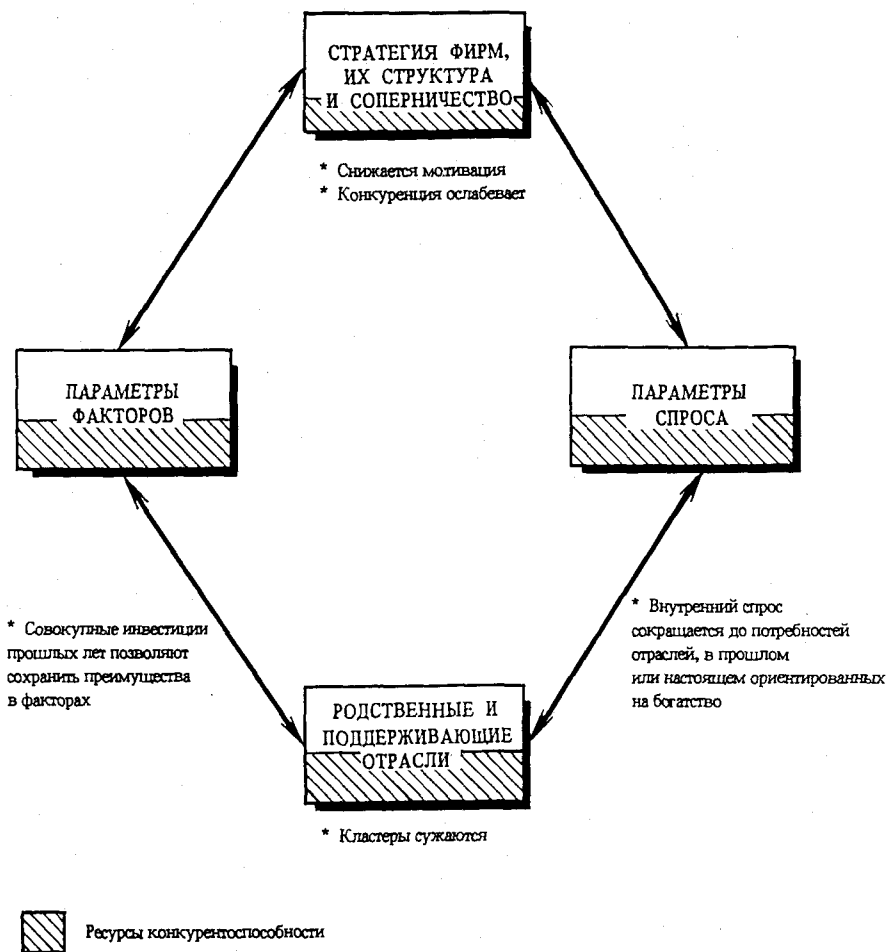 СТРАТЕГИЯ ФИРМ,
ИХ СТРУКТУРА
И СОПЕРНИЧЕСТВО
* Снижается мотивация
* Конкуренция ослабевает
ПАРАМЕТРЫ
ФАКТОРОВ
ПАРАМЕТРЫ
СПРОСА
* Совокупные инвестиции
прошлых лет позволяют
сохранить преимущества
в факторах
* Внутренний спрос
сокращается до потребностей
отраслей, в прошлом
или настоящем ориентированных
на богатство
РОДСТВЕННЫЕ И
ПОДДЕРЖИВАЮЩИЕ
ОТРАСЛИ
* Кластеры сужаются
Ресурсы конкурентоспособности